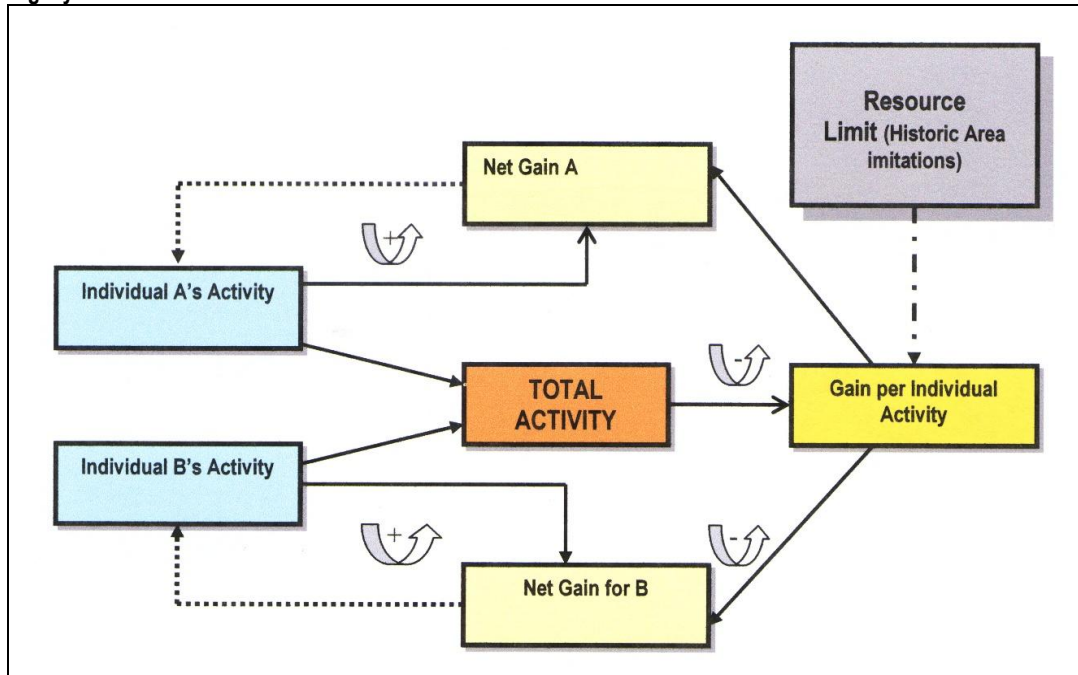 Resource
Limit (Historic Area
imitations)
Net Gain A
+
Individual A's Activity
-
TOTAL
ACTIVITY
Gain per Individual
Activity
Individual B's Activity
+
-
Net Gain for B